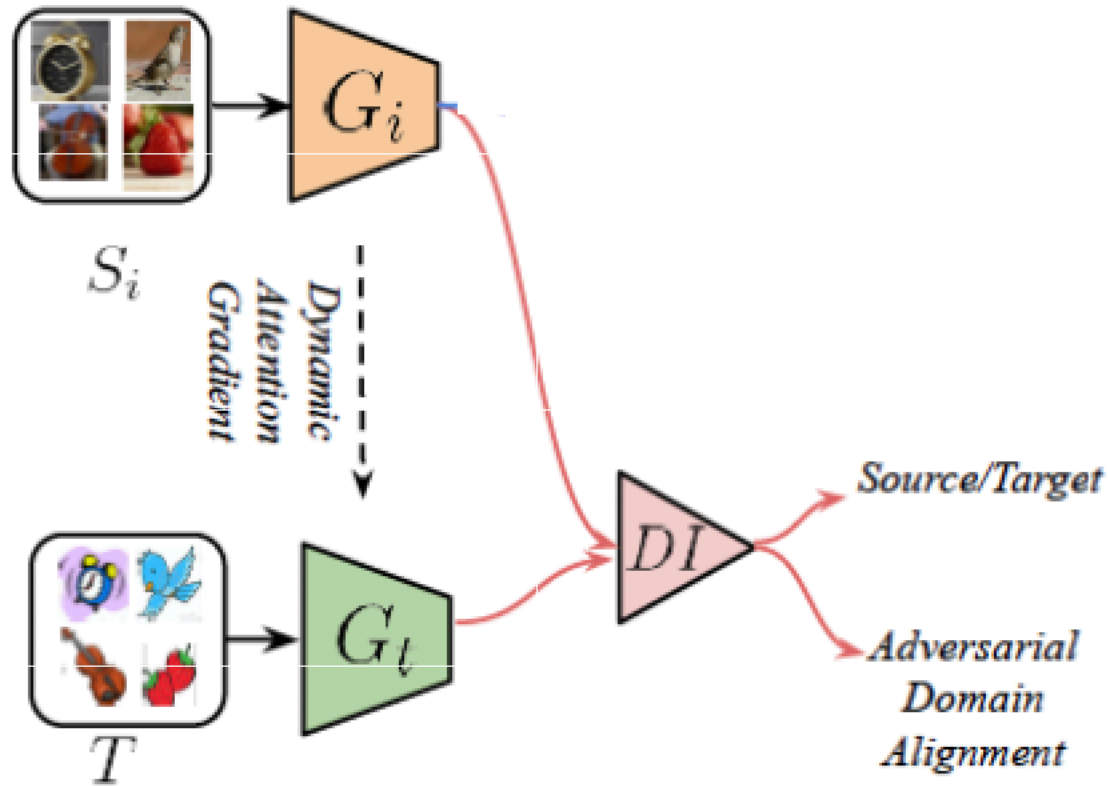 G_i
S_i
Dynamic
Attention
Gradient
DI
Source/Target
G_t
Adversarial
Domain
Alignment
T